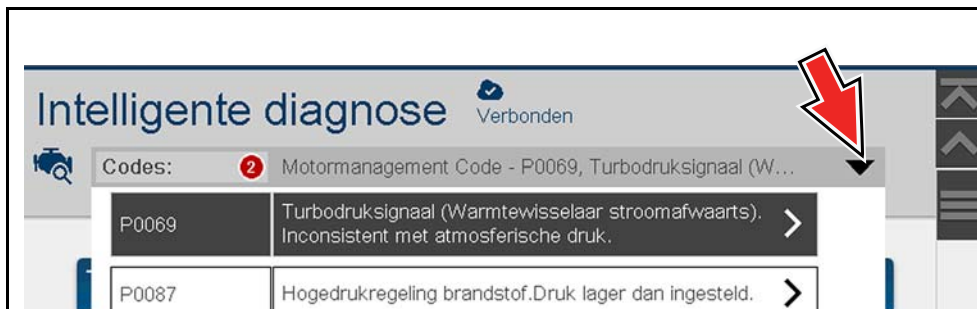 Intelligente diagnose
Verbonden
Codes: 2 Motormanagement Code - P0069, Turbodruksignaal (W...
P0069 Turbodruksignaal (Warmtewisselaar stroomafwaarts).
Inconsistent met atmosferische druk.
P0087 Hogedrukregeling brandstof.Druk lager dan ingesteld.